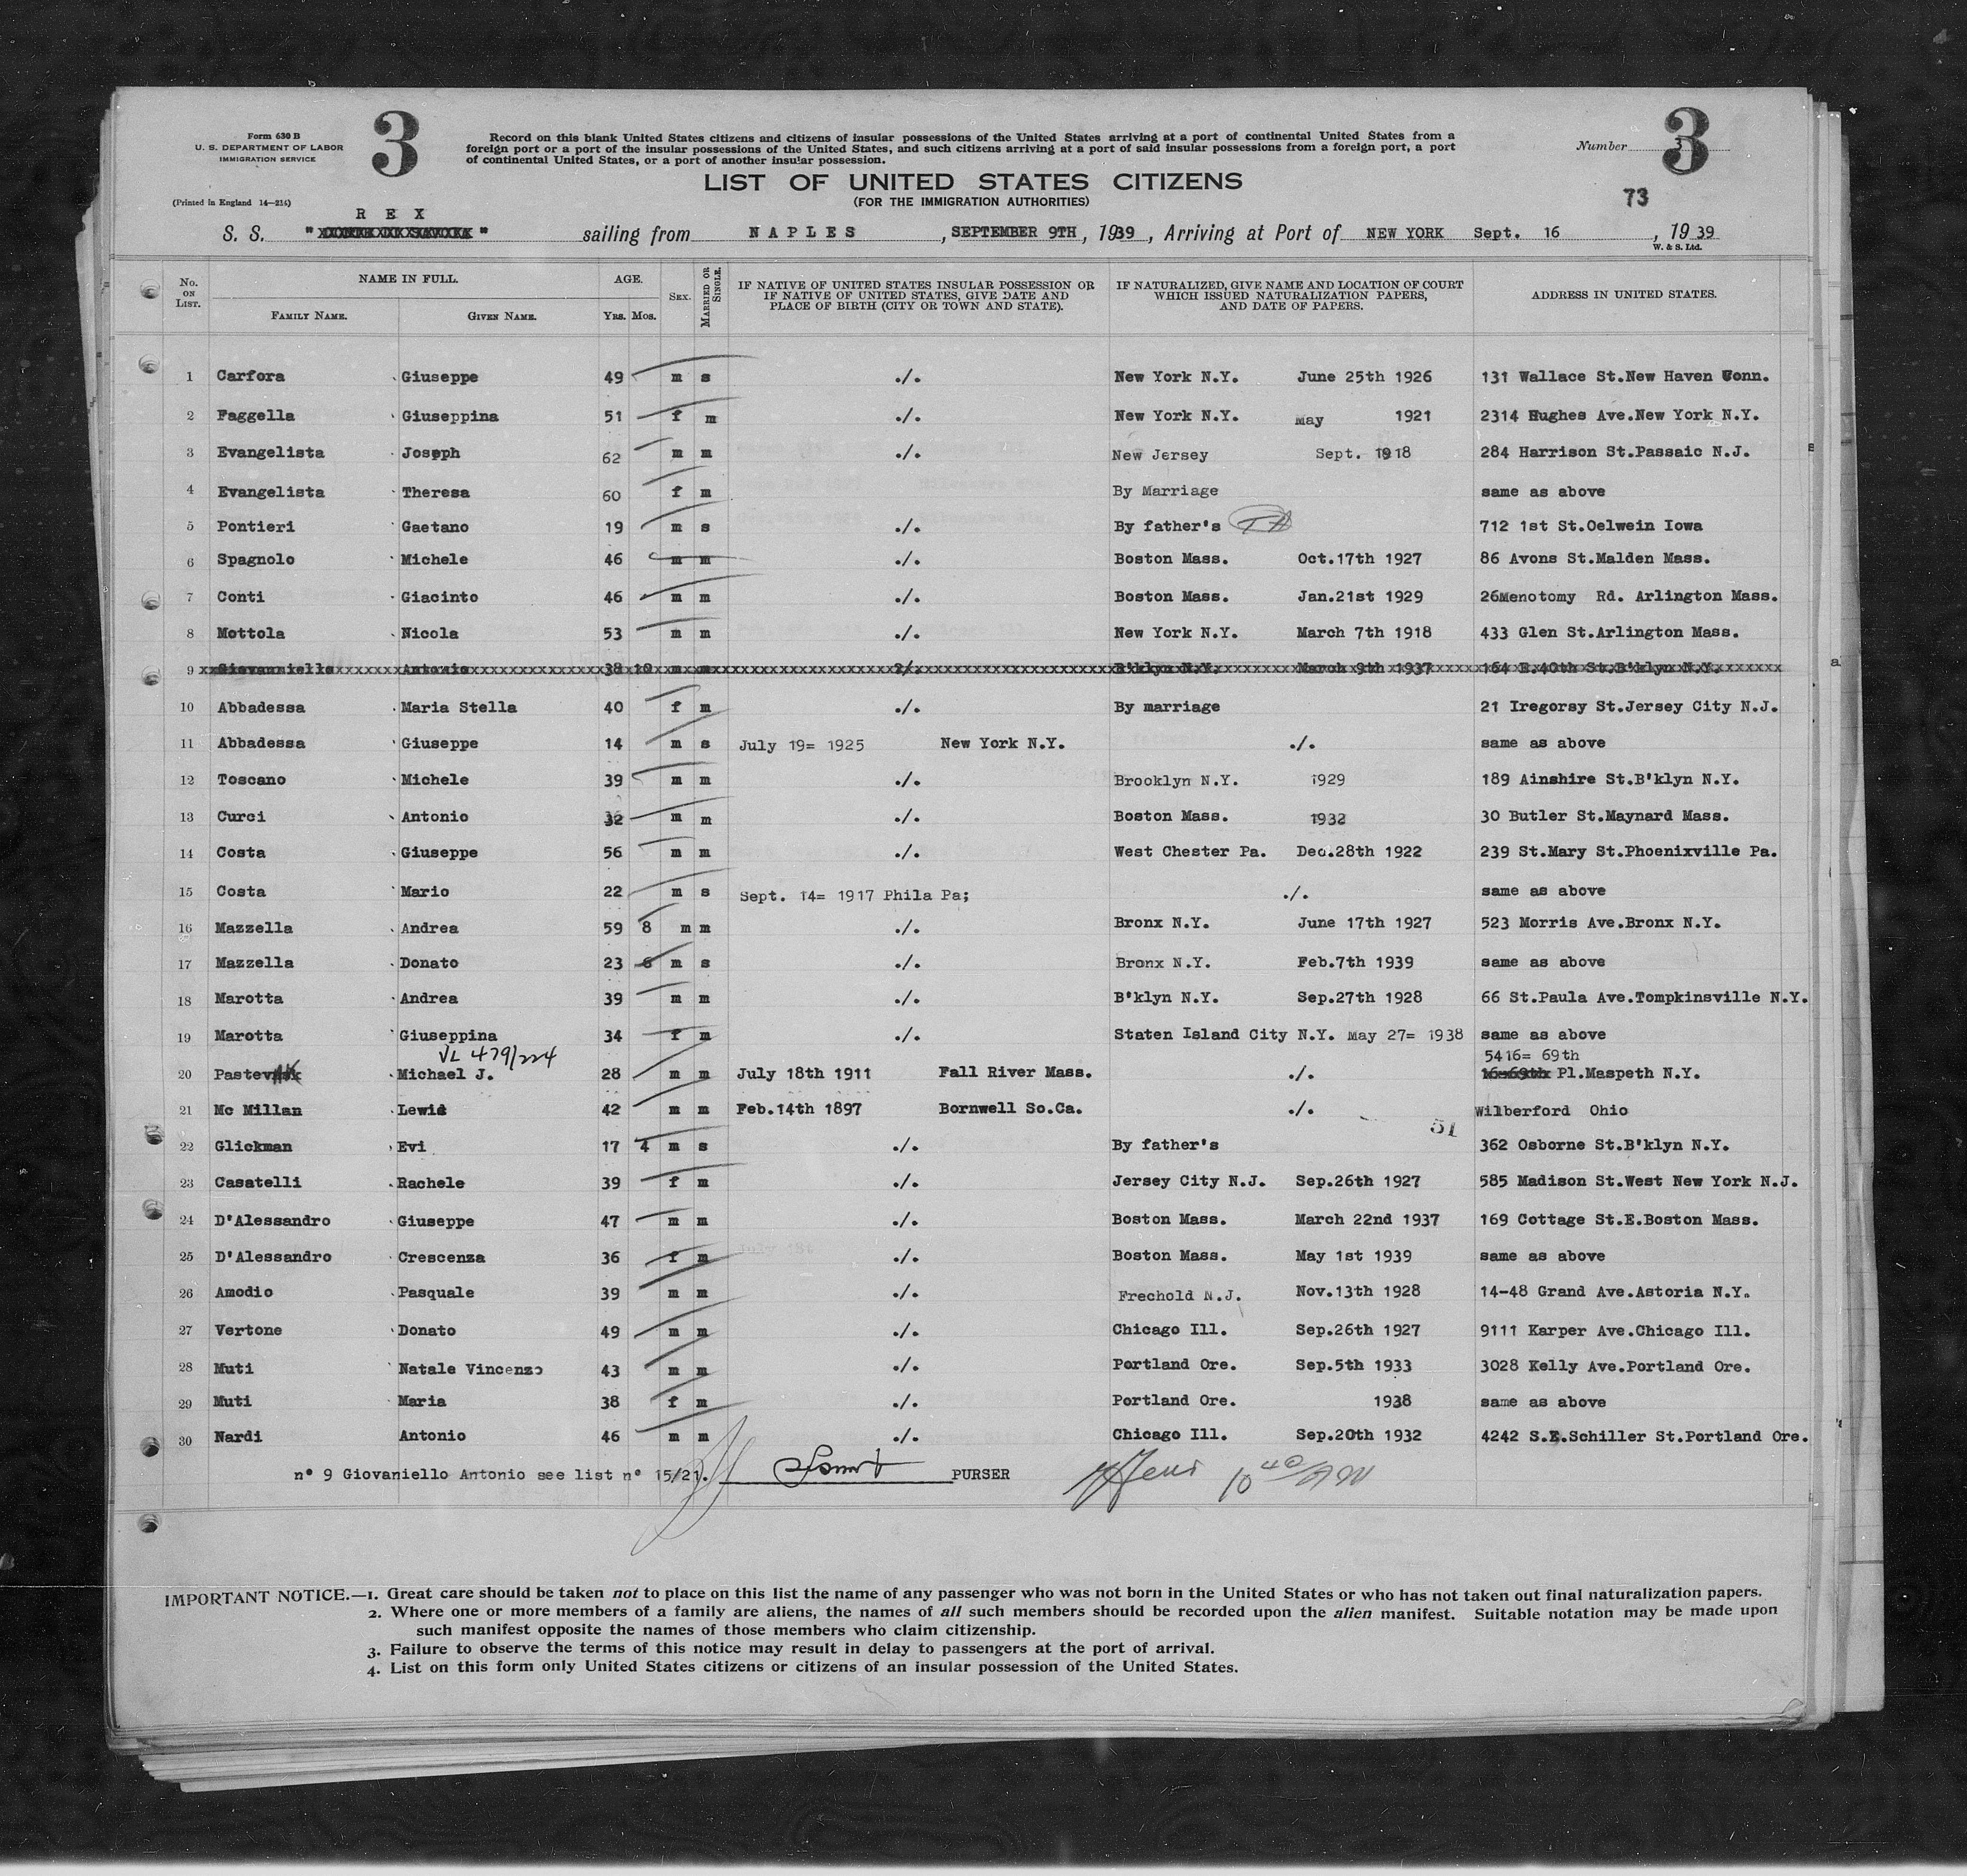 Form 630 B
U. S. DEPARTMENT OF LABOR
IMMIGRATION SERVICE
(Printed in England 14—214)
3
Record on this blank United States citizens and citizens of insular possessions of the United States arriving at a port of continental United States from a
foreign port or a port of the insular possessions of the United States, and such citizens arriving at a port of said insular possessions from a foreign port, a port
of continental United States, or a port of another insular possession.
Number 3
3
LIST OF UNITED STATES CITIZENS
(FOR THE IMMIGRATION AUTHORITIES)
73
R E X
S. S. " " sailing from NAPLES, SEPTEMBER 9TH, 1939, Arriving at Port of NEW YORK Sept. 16, 1939
W. & S. Ltd.
No. ON LIST. NAME IN FULL. FAMILY NAME. GIVEN NAME. AGE. YRS. MOS. SEX. MARRIED OR SINGLE. IF NATIVE OF UNITED STATES INSULAR POSSESSION OR IF NATIVE OF UNITED STATES, GIVE DATE AND PLACE OF BIRTH (CITY OR TOWN AND STATE). IF NATURALIZED, GIVE NAME AND LOCATION OF COURT WHICH ISSUED NATURALIZATION PAPERS, AND DATE OF PAPERS. ADDRESS IN UNITED STATES.
1 Carfora Giuseppe 49 m s ./. New York N.Y. June 25th 1926 131 Wallace St.New Haven Conn.
2 Faggella Giuseppina 51 f m ./. New York N.Y. May 1921 2314 Hughes Ave.New York N.Y.
3 Evangelista Joseph 62 m m ./. New Jersey Sept. 1918 284 Harrison St.Passaic N.J.
4 Evangelista Theresa 60 f m By Marriage same as above
5 Pontieri Gaetano 19 m s ./. By father's 712 1st St.Oelwein Iowa
6 Spagnolo Michele 46 m m ./. Boston Mass. Oct.17th 1927 86 Avons St.Malden Mass.
7 Conti Giacinto 46 m m ./. Boston Mass. Jan.21st 1929 26Menotomy Rd. Arlington Mass.
8 Mottola Nicola 53 m m ./. New York N.Y. March 7th 1918 433 Glen St.Arlington Mass.
9 Giovanniello Antonio 38 10 m m ./. B'klyn N.Y. March 9th 1937 164 E.40th St.B'klyn N.Y.
10 Abbadessa Maria Stella 40 f m ./. By marriage 21 Iregorsy St.Jersey City N.J.
11 Abbadessa Giuseppe 14 m s July 19= 1925 New York N.Y. ./. same as above
12 Toscano Michele 39 m m ./. Brooklyn N.Y. 1929 189 Ainshire St.B'klyn N.Y.
13 Curci Antonio 32 m m ./. Boston Mass. 1932 30 Butler St.Maynard Mass.
14 Costa Giuseppe 56 m m ./. West Chester Pa. Dec.28th 1922 239 St.Mary St.Phoenixville Pa.
15 Costa Mario 22 m s Sept. 14= 1917 Phila Pa; ./. same as above
16 Mazzella Andrea 59 8 m m ./. Bronx N.Y. June 17th 1927 523 Morris Ave.Bronx N.Y.
17 Mazzella Donato 23 6 m s ./. Bronx N.Y. Feb.7th 1939 same as above
18 Marotta Andrea 39 m m ./. B'klyn N.Y. Sep.27th 1928 66 St.Paula Ave.Tompkinsville N.Y.
19 Marotta Giuseppina 34 f m ./. Staten Island City N.Y. May 27= 1938 same as above
VL 479/224 5416= 69th
20 Michael J. 28 m m July 18th 1911 Fall River Mass. ./. 16-69th Pl.Maspeth N.Y.
21 Mc Millan Lewis 42 m m Feb.14th 1897 Bornwell So.Ca. ./. Wilberford Ohio
51
22 Glickman Evi 17 4 m s ./. By father's 362 Osborne St.B'klyn N.Y.
23 Casatelli Rachele 39 f m ./. Jersey City N.J. Sep.26th 1927 585 Madison St.West New York N.J.
24 D'Alessandro Giuseppe 47 m m ./. Boston Mass. March 22nd 1937 169 Cottage St.E.Boston Mass.
25 D'Alessandro Crescenza 36 f m ./. Boston Mass. May 1st 1939 same as above
26 Amodio Pasquale 39 m m ./. Frechold N.J. Nov.13th 1928 14-48 Grand Ave.Astoria N.Y.
27 Vertone Donato 49 m m ./. Chicago Ill. Sep.26th 1927 9111 Karper Ave.Chicago Ill.
28 Muti Natale Vincenzo 43 m m ./. Portland Ore. Sep.5th 1933 3028 Kelly Ave.Portland Ore.
29 Muti Maria 38 f m ./. Portland Ore. 1938 same as above
30 Nardi Antonio 46 m m ./. Chicago Ill. Sep.20th 1932 4242 S.E.Schiller St.Portland Ore.
n° 9 Giovaniello Antonio see list n° 15/21. PURSER 10 40/AM
IMPORTANT NOTICE.—1. Great care should be taken not to place on this list the name of any passenger who was not born in the United States or who has not taken out final naturalization papers.
2. Where one or more members of a family are aliens, the names of all such members should be recorded upon the alien manifest. Suitable notation may be made upon
such manifest opposite the names of those members who claim citizenship.
3. Failure to observe the terms of this notice may result in delay to passengers at the port of arrival.
4. List on this form only United States citizens or citizens of an insular possession of the United States.